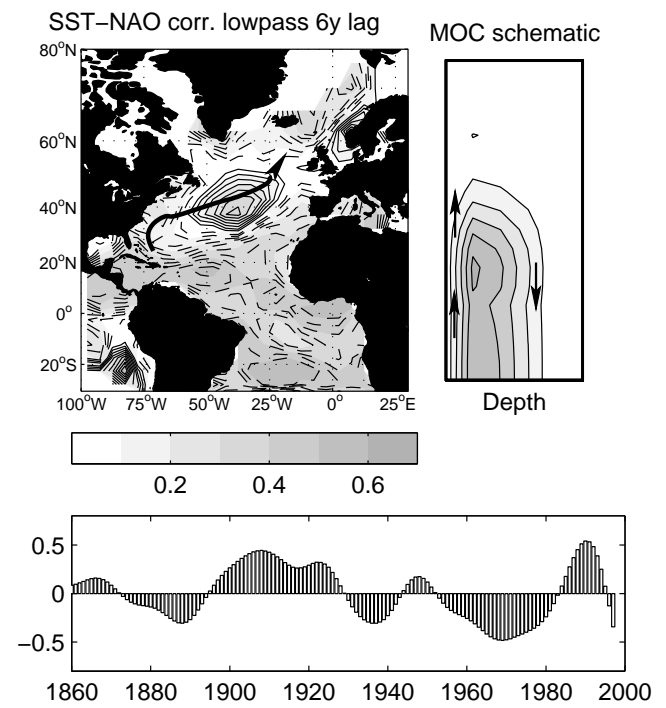 SST−NAO corr. lowpass 6y lag
MOC schematic
80°N
60°N
40°N
20°N
0°
20°S
100°W 75°W 50°W 25°W 0° 25°E
Depth
0.2 0.4 0.6
0.5
0
−0.5
1860 1880 1900 1920 1940 1960 1980 2000